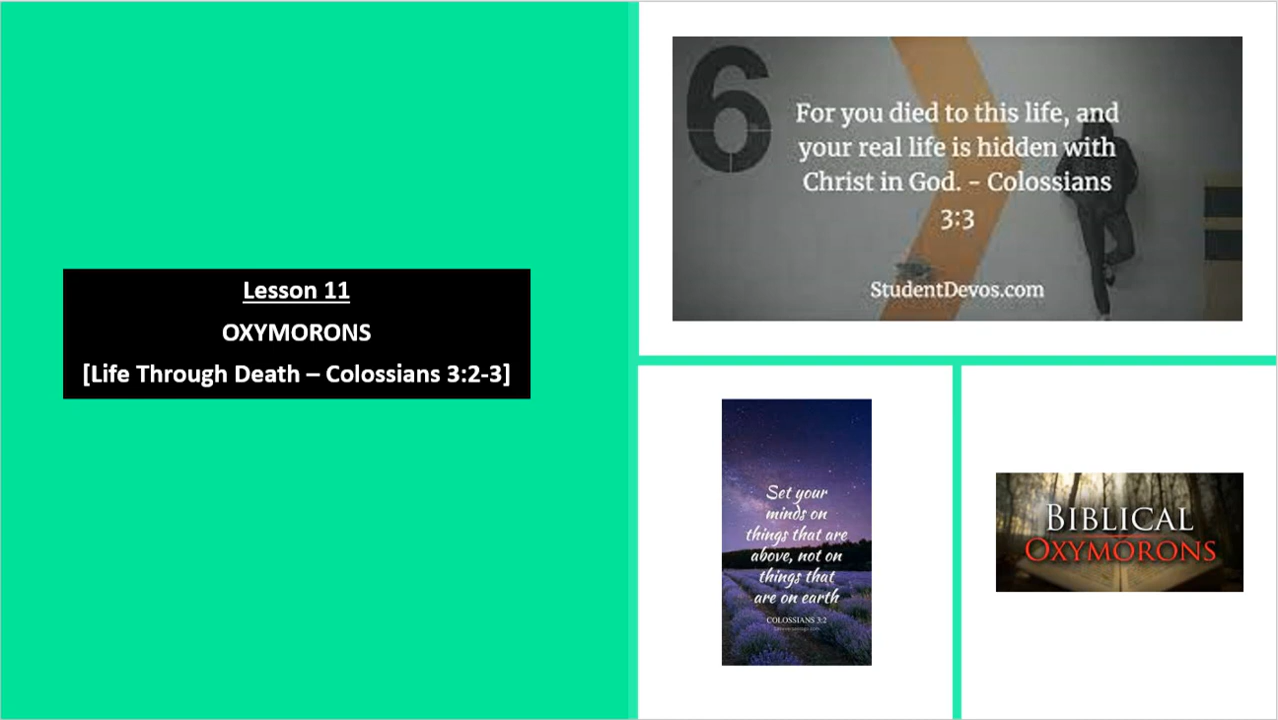 Lesson 11
OXYMORONS
[Life Through Death – Colossians 3:2-3]
6
For you died to this life, and
your real life is hidden with
Christ in God. - Colossians
3:3
StudentDevos.com
Set your
minds on
things that are
above, not on
things that
are on earth
COLOSSIANS 3:2
BIBLICAL
OXYMORONS